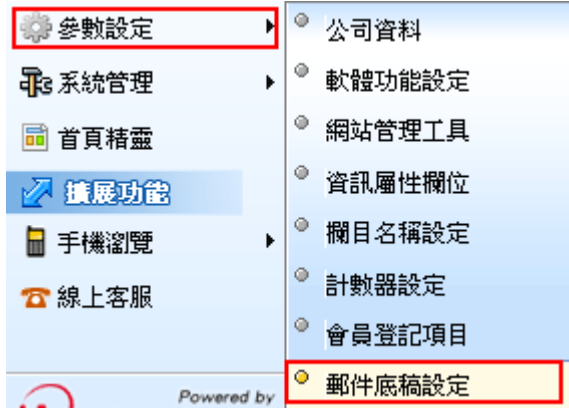 參數設定
系統管理
首頁精靈
擴展功能
手機瀏覽
線上客服
Powered by
公司資料
軟體功能設定
網站管理工具
資訊屬性欄位
欄目名稱設定
計數器設定
會員登記項目
郵件底稿設定